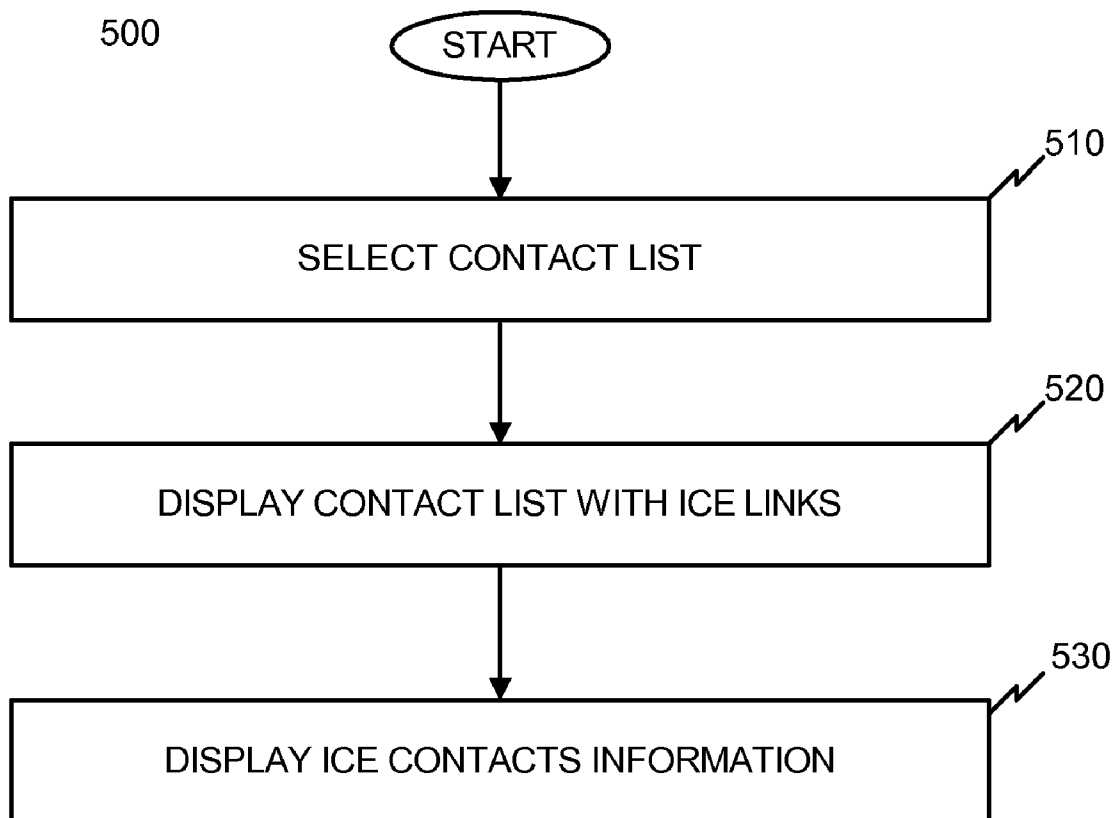 500
START
510
SELECT CONTACT LIST
520
DISPLAY CONTACT LIST WITH ICE LINKS
530
DISPLAY ICE CONTACTS INFORMATION